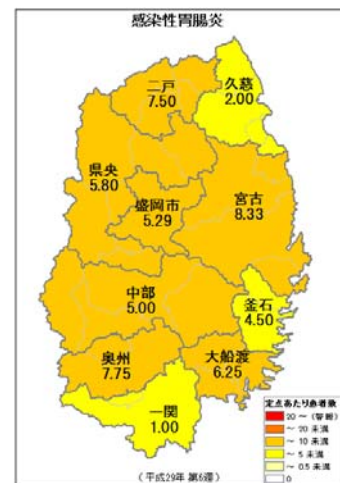 感染性胃腸炎
二戸
7.50
久慈
2.00
県央
5.80
盛岡市
5.29
宮古
8.33
中部
5.00
釜石
4.50
奥州
7.75
大船渡
6.25
一関
1.00
定点あたり患者数
20 ～ (警報)
～ 20 未満
～ 10 未満
～ 5 未満
～ 0.5 未満
0
(平成29年 第6週)